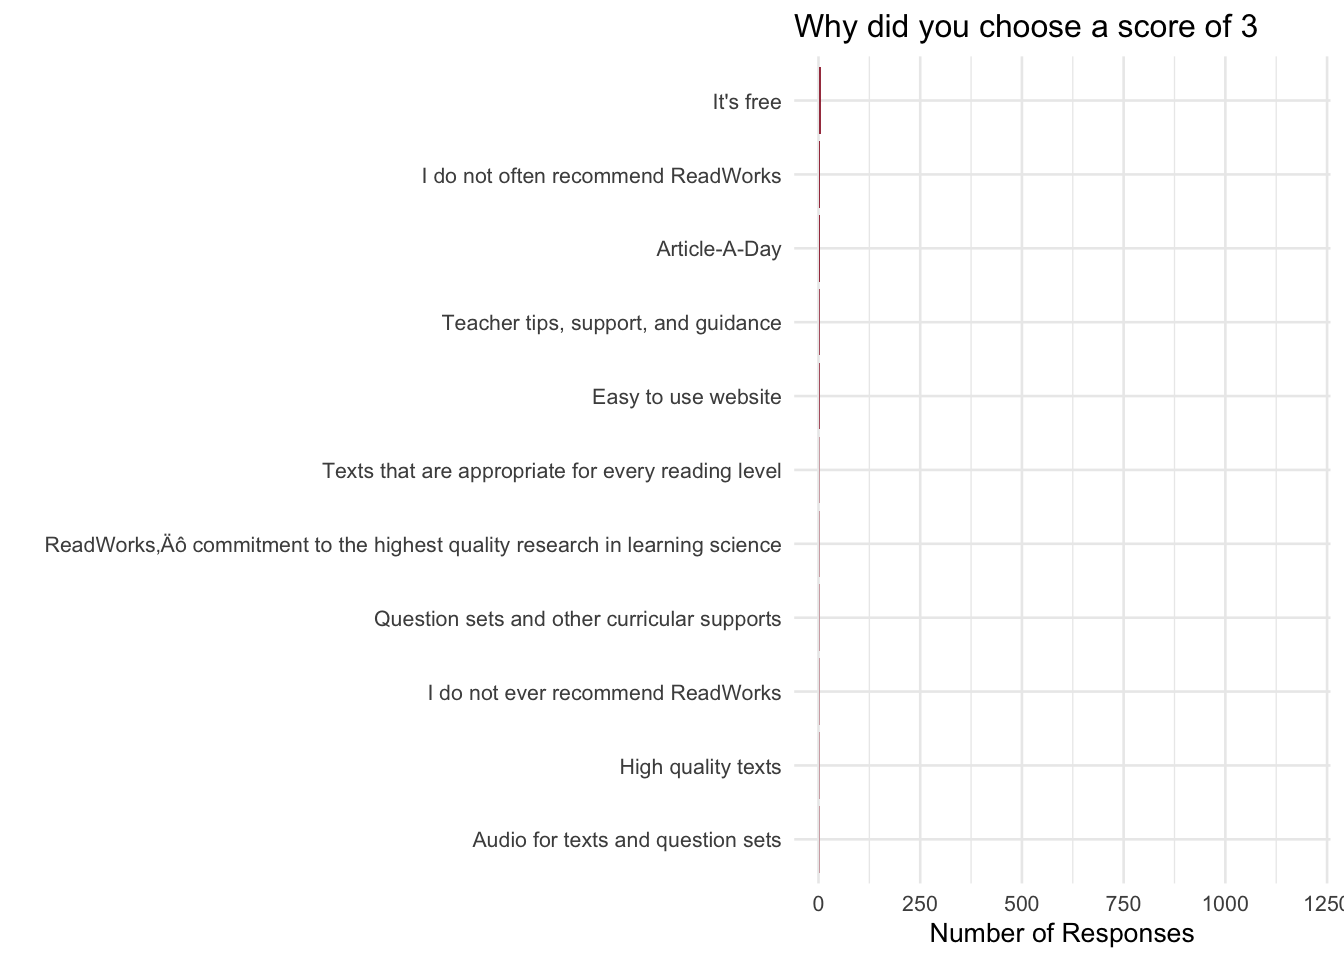 Why did you choose a score of 3
It's free
I do not often recommend ReadWorks
Article-A-Day
Teacher tips, support, and guidance
Easy to use website
Texts that are appropriate for every reading level
ReadWorks‚Äô commitment to the highest quality research in learning science
Question sets and other curricular supports
I do not ever recommend ReadWorks
High quality texts
Audio for texts and question sets
0 250 500 750 1000 1250
Number of Responses